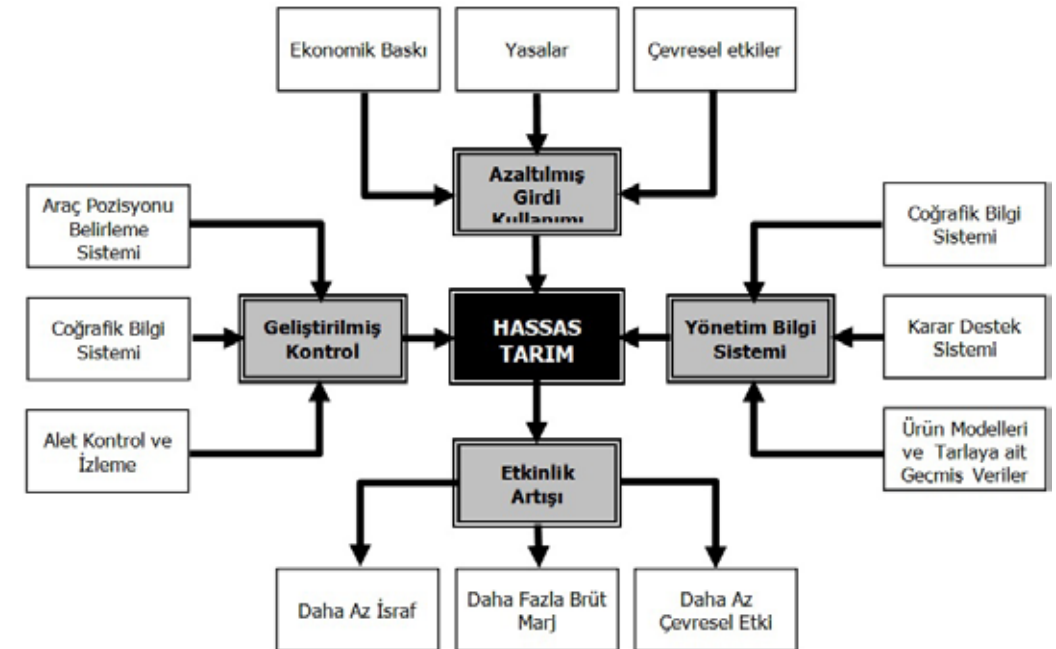 Ekonomik Baskı
Yasalar
Çevresel etkiler
Azaltılmış
Girdi
Kullanımı
Araç Pozisyonu
Belirleme
Sistemi
Coğrafik Bilgi
Sistemi
Coğrafik Bilgi
Sistemi
Geliştirilmiş
Kontrol
HASSAS
TARIM
Yönetim Bilgi
Sistemi
Karar Destek
Sistemi
Alet Kontrol ve
İzleme
Etkinlik
Artışı
Ürün Modelleri
ve Tarlaya ait
Geçmiş Veriler
Daha Az İsraf
Daha Fazla Brüt
Marj
Daha Az
Çevresel Etki